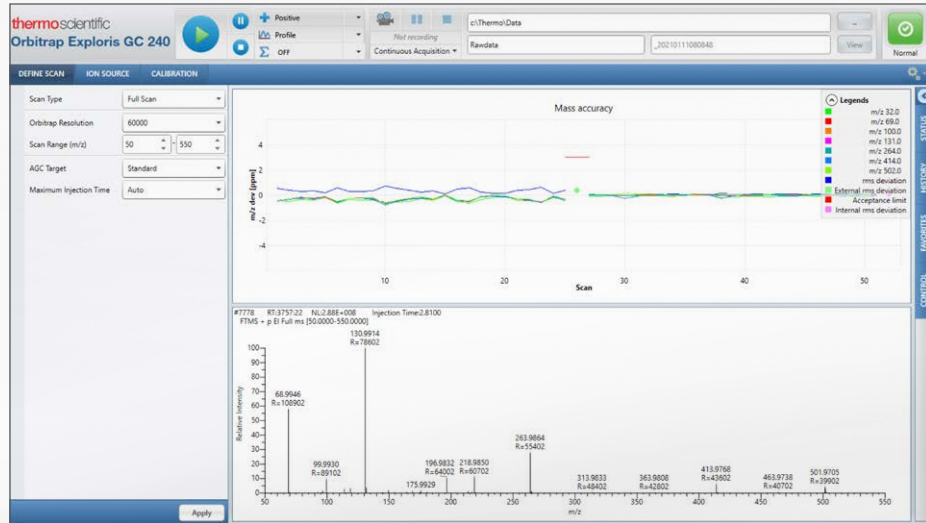 thermo scientific
Orbitrap Exploris GC 240
Positive
Profile
OFF
Not recording
Continuous Acquisition
c:\Thermo\Data
...
Rawdata
_20210111080848
View
Normal
DEFINE SCAN ION SOURCE CALIBRATION
Scan Type Full Scan
Orbitrap Resolution 60000
Scan Range (m/z) 50 - 550
AGC Target Standard
Maximum Injection Time Auto
Apply
Mass accuracy
m/z dev [ppm]
4
2
0
-2
-4
10 20 30 40 50
Scan
Legends
m/z 32.0
m/z 69.0
m/z 100.0
m/z 131.0
m/z 264.0
m/z 414.0
m/z 502.0
rms deviation
External rms deviation
Acceptance limit
Internal rms deviation
STATUS
HISTORY
FAVORITES
CONTROL
#7778 RT:3757:22 NL:2.88E+008 Injection Time:2.8100
FTMS + p EI Full ms [50.0000-550.0000]
Relative Intensity
100
90
80
70
60
50
40
30
20
10
0
68.9946
R=108902
99.9930
R=89102
130.9914
R=78602
175.9929
196.9832
R=64002
218.9850
R=60702
263.9864
R=55402
313.9833
R=48402
363.9808
R=42802
413.9768
R=43602
463.9738
R=40702
501.9705
R=39902
50 100 150 200 250 300 350 400 450 500 550
m/z